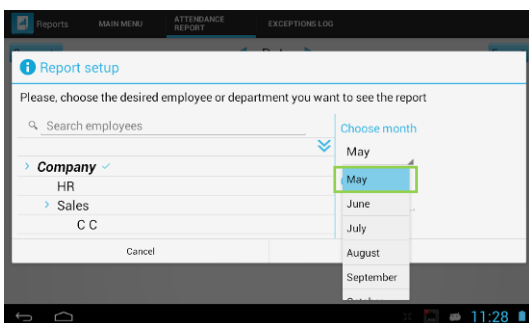 Reports
MAIN MENU
ATTENDANCE
REPORT
EXCEPTIONS LOG
Report setup
Please, choose the desired employee or department you want to see the report
Search employees
Choose month
May
Company
HR
Sales
C C
May
June
July
August
September
Cancel
11:28